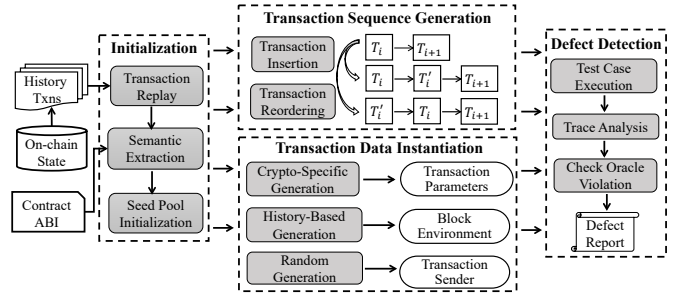 Initialization
History
Txns
On-chain
State
Contract
ABI
Transaction
Replay
Semantic
Extraction
Seed Pool
Initialization
Transaction Sequence Generation
Transaction
Insertion
Transaction
Reordering
T_i T_{i+1}
T_i T'_i T_{i+1}
T'_i T_i T_{i+1}
Transaction Data Instantiation
Crypto-Specific
Generation
Transaction
Parameters
History-Based
Generation
Block
Environment
Random
Generation
Transaction
Sender
Defect Detection
Test Case
Execution
Trace Analysis
Check Oracle
Violation
Defect
Report